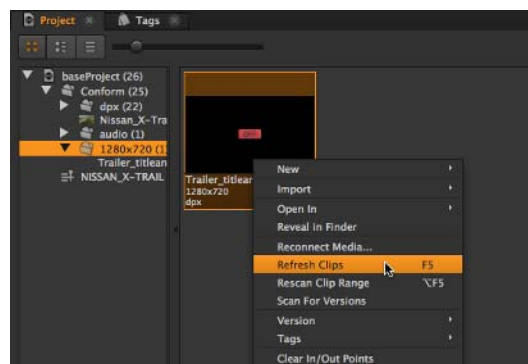 Project
Tags
baseProject (26)
Conform (25)
dpx (22)
Nissan_X-Tra
audio (1)
1280x720 (1)
Trailer_titlean
NISSAN_X-TRAIL
OFF
Trailer_titlear
1280x720
dpx
New
Import
Open In
Reveal in Finder
Reconnect Media...
Refresh Clips F5
Rescan Clip Range ⌥F5
Scan For Versions
Version
Tags
Clear In/Out Points